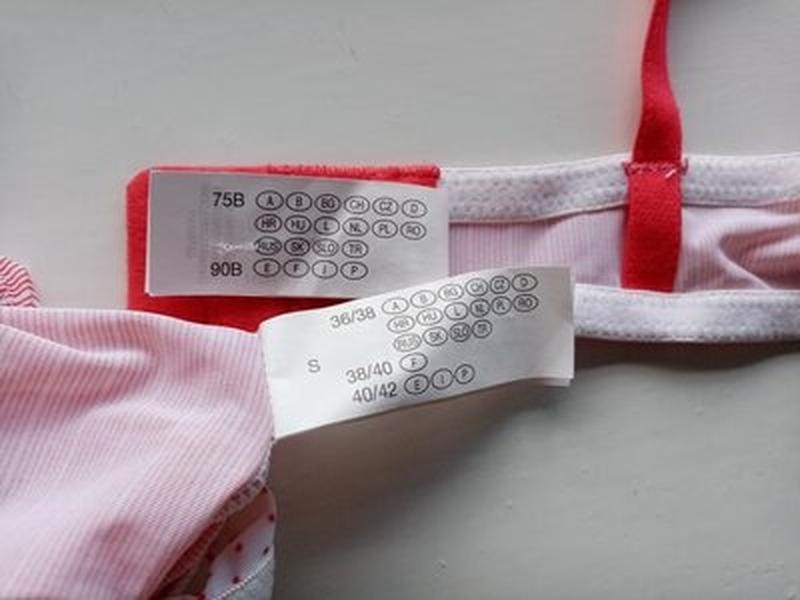 75B A B BG CH CZ D
HR HU L NL PL RO
RUS SK SLO TR
90B E F I P
36/38 A B BG CH CZ D
HR HU L NL PL RO
RUS SK SLO TR
S
38/40 F
40/42 E I P